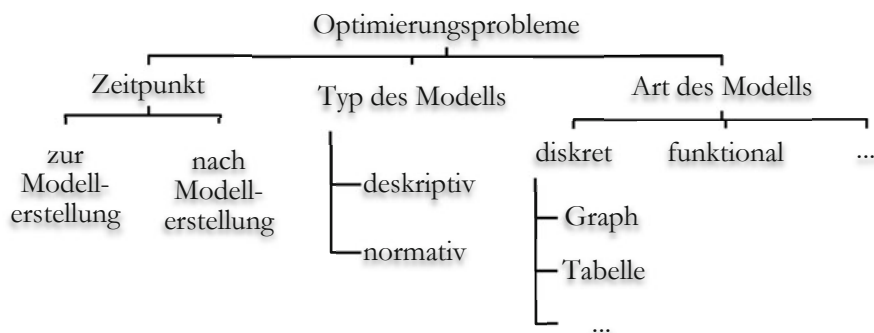 Optimierungsprobleme
Zeitpunkt
Typ des Modells
Art des Modells
zur
Modell-
erstellung
nach
Modell-
erstellung
deskriptiv
normativ
diskret
funktional
...
Graph
Tabelle
...